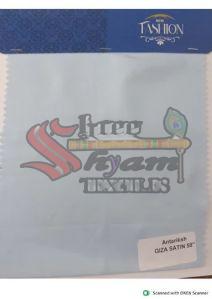 FASHION
Shree
Shyam
TEXTILES
Antariksh
GIZA SATIN 58"
Scanned with OKEN Scanner